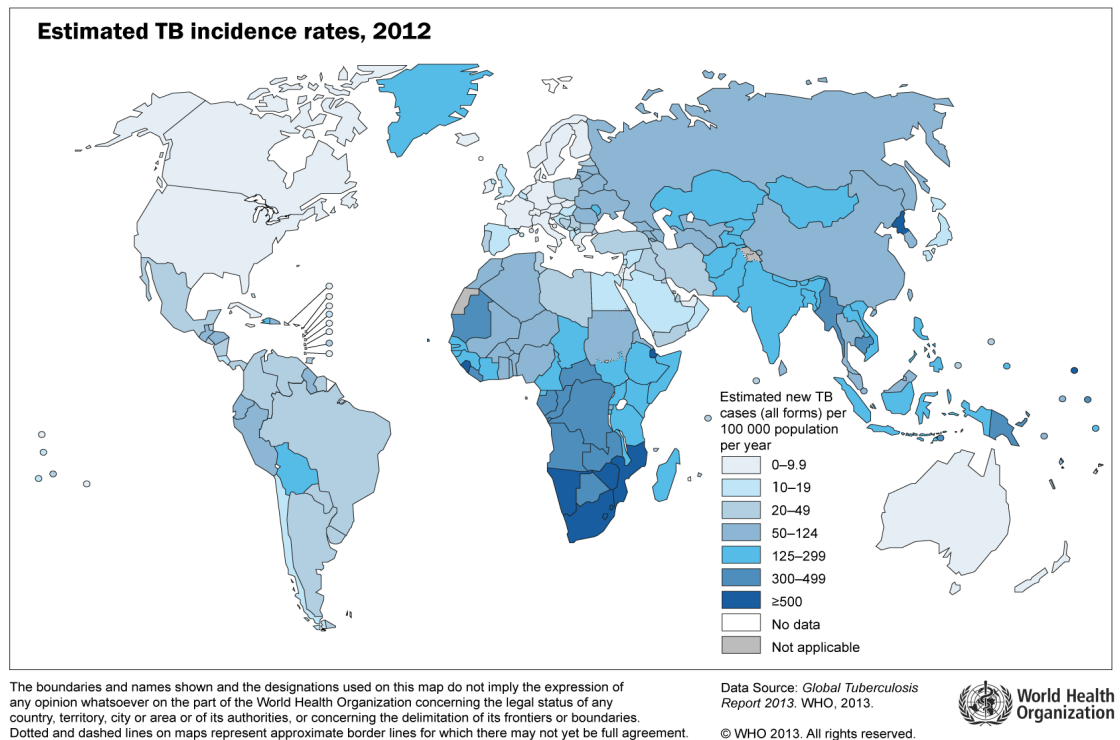 Estimated TB incidence rates, 2012
Estimated new TB
cases (all forms) per
100 000 population
per year
0–9.9
10–19
20–49
50–124
125–299
300–499
≥500
No data
Not applicable
The boundaries and names shown and the designations used on this map do not imply the expression of
any opinion whatsoever on the part of the World Health Organization concerning the legal status of any
country, territory, city or area or of its authorities, or concerning the delimitation of its frontiers or boundaries.
Dotted and dashed lines on maps represent approximate border lines for which there may not yet be full agreement.
Data Source: Global Tuberculosis
Report 2013. WHO, 2013.
© WHO 2013. All rights reserved.
World Health
Organization